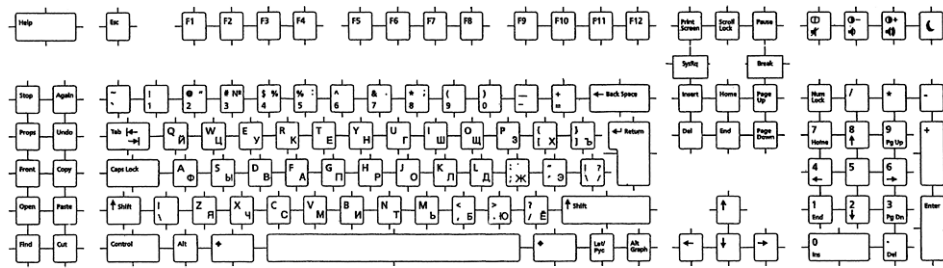 Help Esc F1 F2 F3 F4 F5 F6 F7 F8 F9 F10 F11 F12 Print Screen Scroll Lock Pause
SysRq Break
Stop Again ~ ` ! 1 @ " 2 # № 3 $ % 4 % : 5 ^ 6 & . 7 * ; 8 ( 9 ) 0 — - + = ← Back Space Insert Home Page Up Num Lock / * -
Props Undo Tab Q Й W Ц E У R К T Е Y Н U Г I Ш O Щ P З { [ Х } ] Ъ ↵ Return Del End Page Down 7 Home 8 ↑ 9 Pg Up +
Front Copy Caps Lock A Ф S Ы D В F А G П H Р J О K Л L Д : ; Ж " ' Э | ? \ / 4 ← 5 6 →
Open Paste ↑ Shift | \ Z Я X Ч C С V М B И N Т M Ь < , Б > . Ю ? / Ё ↑ Shift ↑ 1 End 2 ↓ 3 Pg Dn Enter
Find Cut Control Alt ◆ ◆ Lat/ Рус Alt Graph ← ↓ → 0 Ins . Del